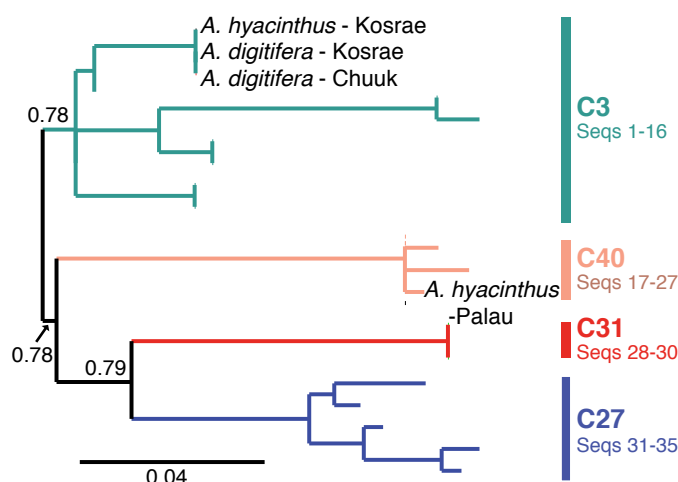 A. hyacinthus - Kosrae
A. digitifera - Kosrae
A. digitifera - Chuuk
0.78
C3
Seqs 1-16
C40
Seqs 17-27
A. hyacinthus
-Palau
C31
Seqs 28-30
0.78
0.79
C27
Seqs 31-35
0.04